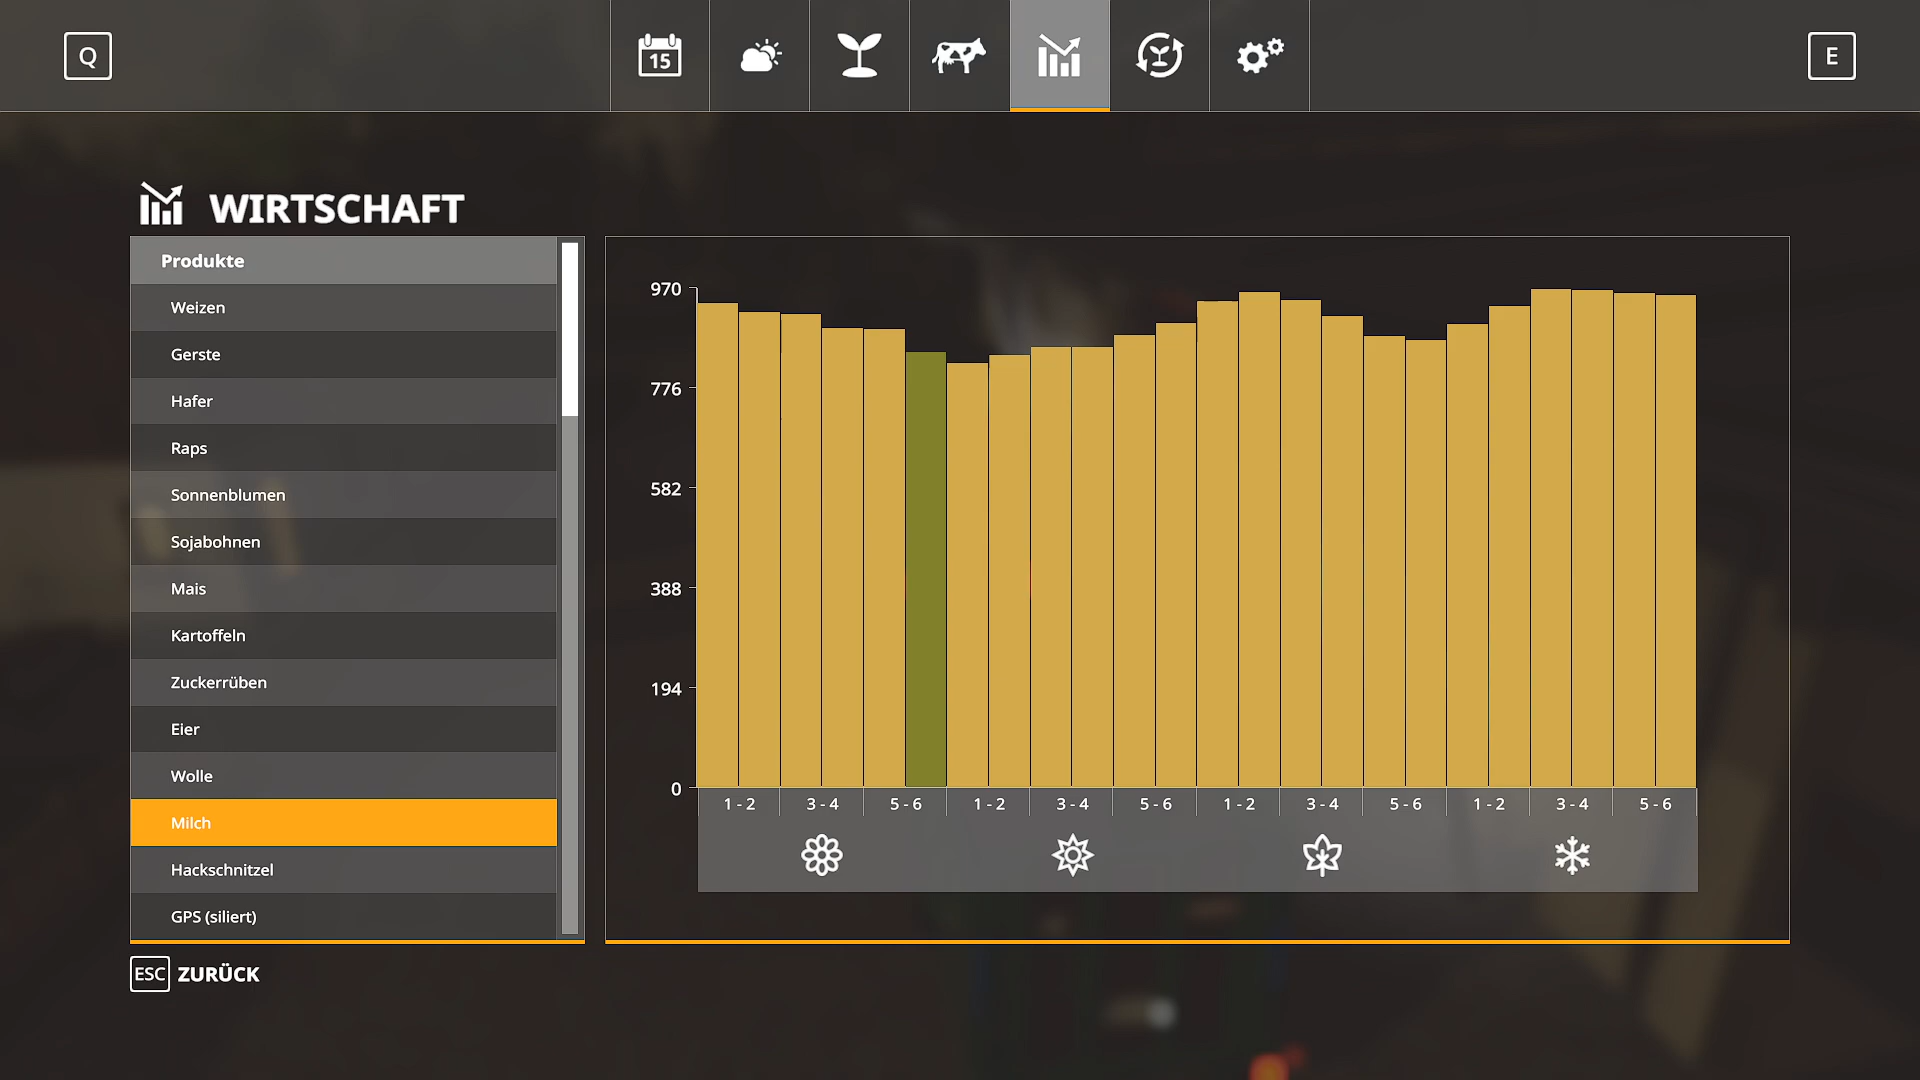 Q
15
E
WIRTSCHAFT
Produkte
Weizen
Gerste
Hafer
Raps
Sonnenblumen
Sojabohnen
Mais
Kartoffeln
Zuckerrüben
Eier
Wolle
Milch
Hackschnitzel
GPS (siliert)
970
776
582
388
194
0
1 - 2 3 - 4 5 - 6 1 - 2 3 - 4 5 - 6 1 - 2 3 - 4 5 - 6 1 - 2 3 - 4 5 - 6
ESC ZURÜCK